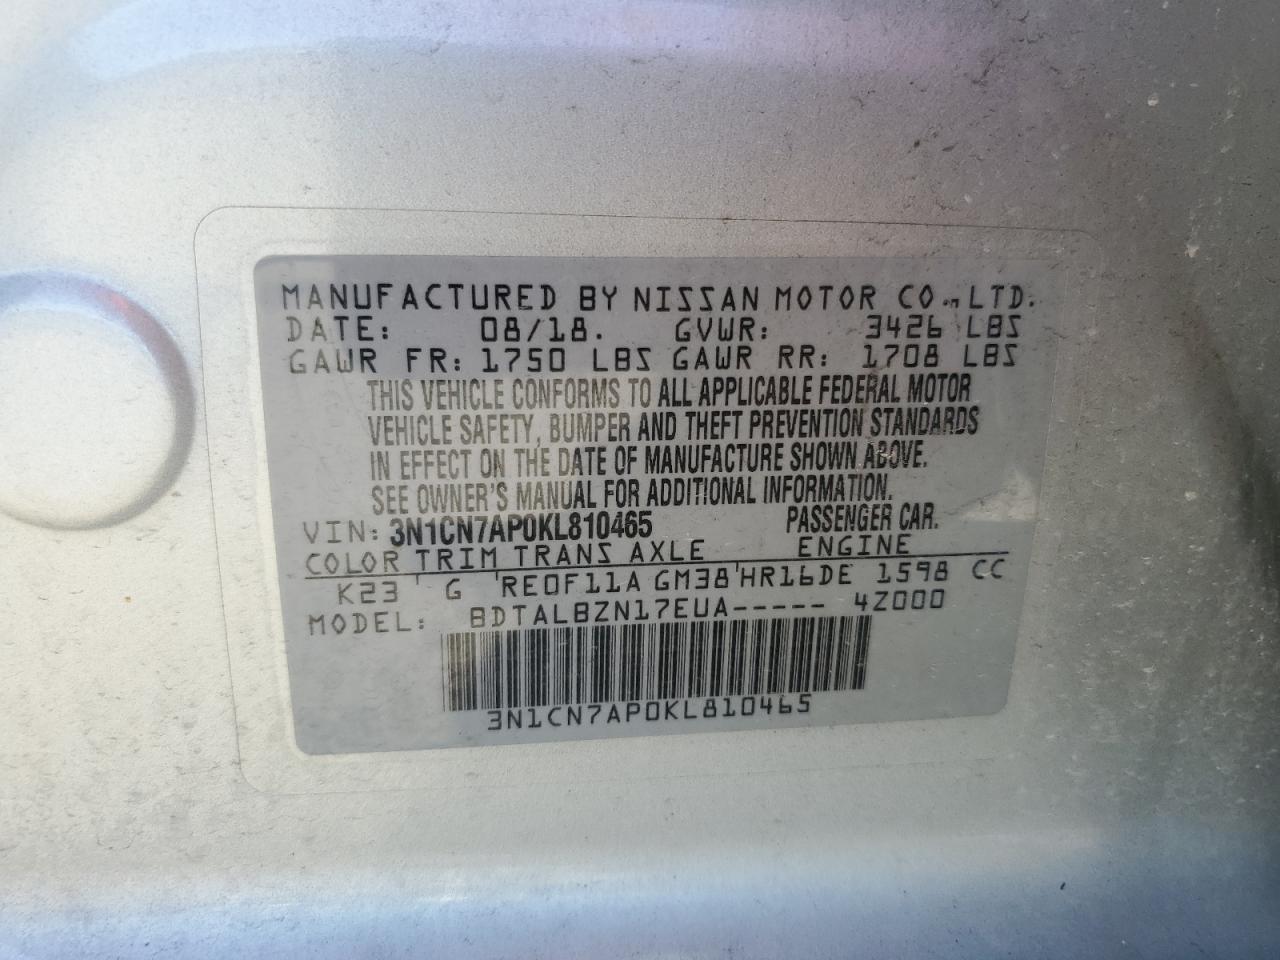 MANUFACTURED BY NISSAN MOTOR CO., LTD.
DATE: 08/18. GVWR: 3426 LBS
GAWR FR: 1750 LBS GAWR RR: 1708 LBS
THIS VEHICLE CONFORMS TO ALL APPLICABLE FEDERAL MOTOR
VEHICLE SAFETY, BUMPER AND THEFT PREVENTION STANDARDS
IN EFFECT ON THE DATE OF MANUFACTURE SHOWN ABOVE.
SEE OWNER'S MANUAL FOR ADDITIONAL INFORMATION.
VIN: 3N1CN7AP0KL810465 PASSENGER CAR.
COLOR TRIM TRANS AXLE ENGINE
K23 G RE0F11A GM38 HR16DE 1598 CC
MODEL: BDTALBZN17EUA----- 4Z000
3N1CN7AP0KL810465